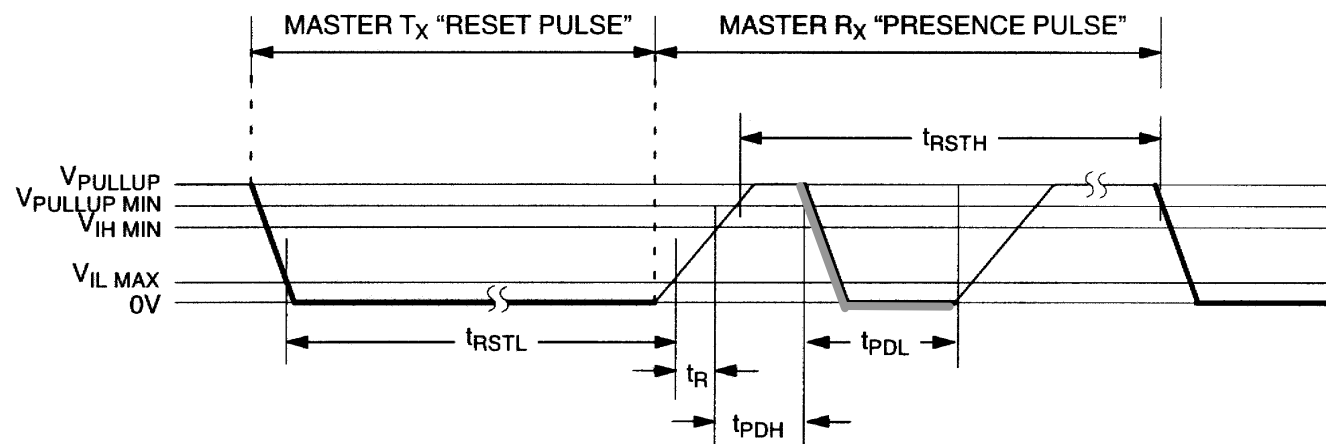 MASTER TX “RESET PULSE” MASTER RX “PRESENCE PULSE”
tRSTH
VPULLUP
VPULLUP MIN
VIH MIN
VIL MAX
0V
tRSTL
tPDL
tR
tPDH